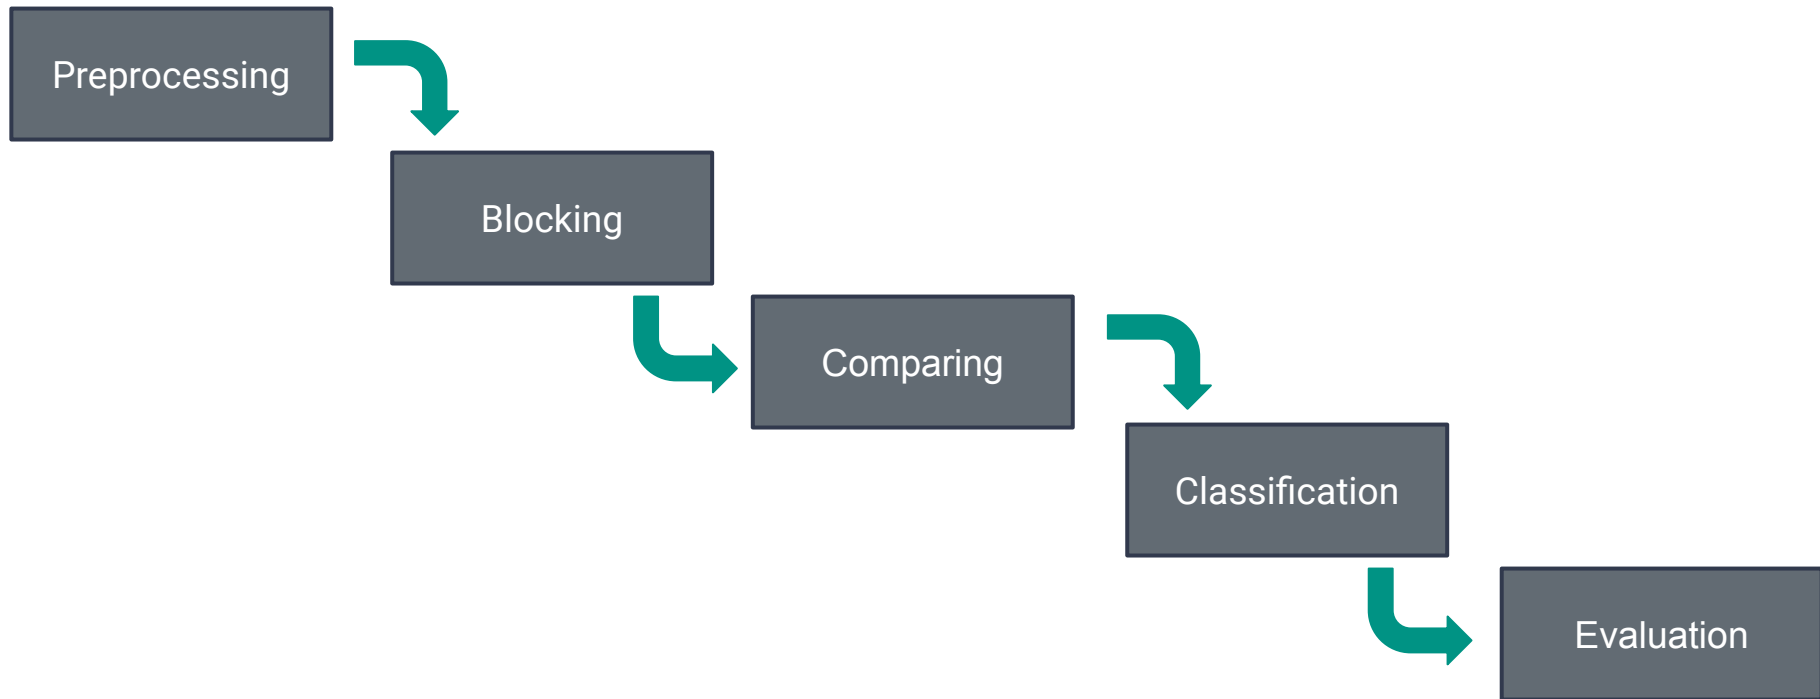 Preprocessing
Blocking
Comparing
Classification
Evaluation